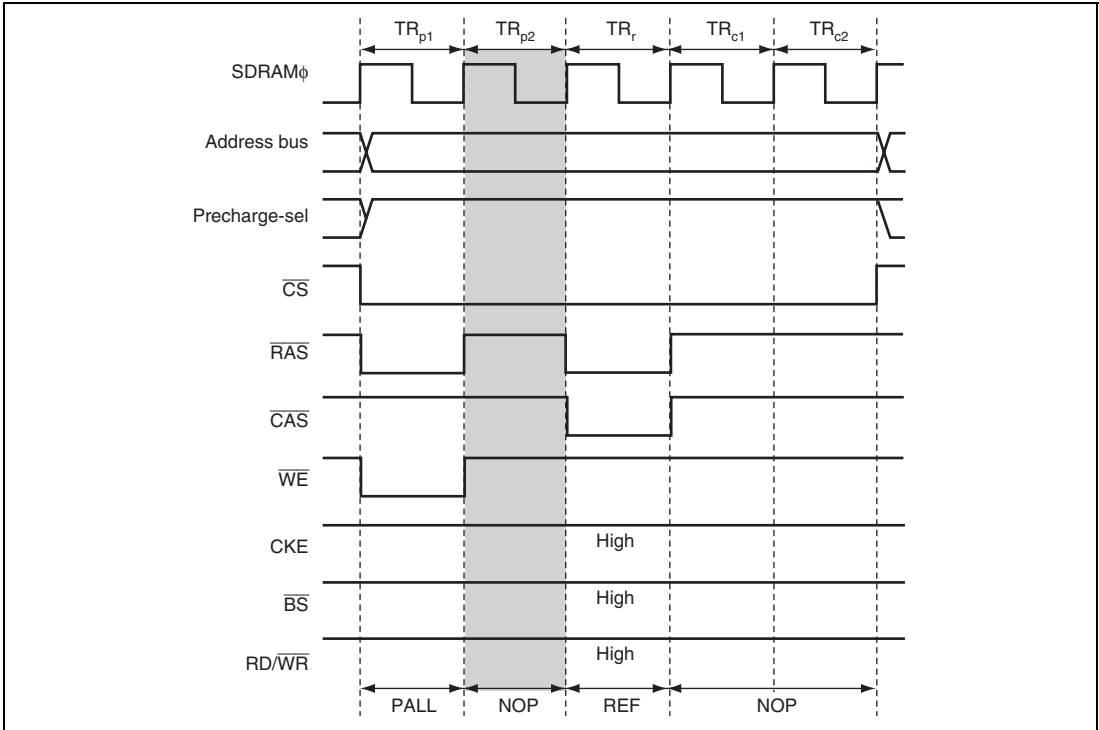 TRp1 TRp2 TRr TRc1 TRc2
SDRAMϕ
Address bus
Precharge-sel
CS
RAS
CAS
WE
CKE High
BS High
RD/WR High
PALL NOP REF NOP